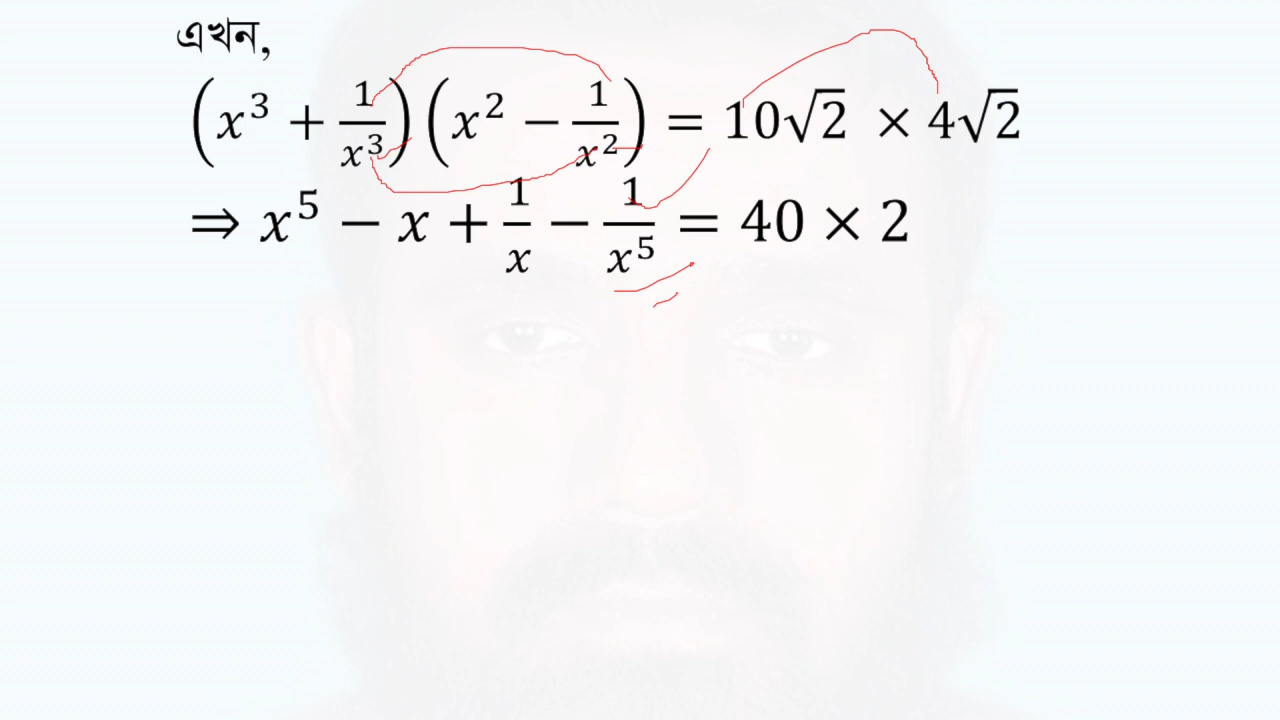 এখন,
(x³ + 1/x³)(x² − 1/x²) = 10√2 × 4√2
⇒ x⁵ − x + 1/x − 1/x⁵ = 40 × 2